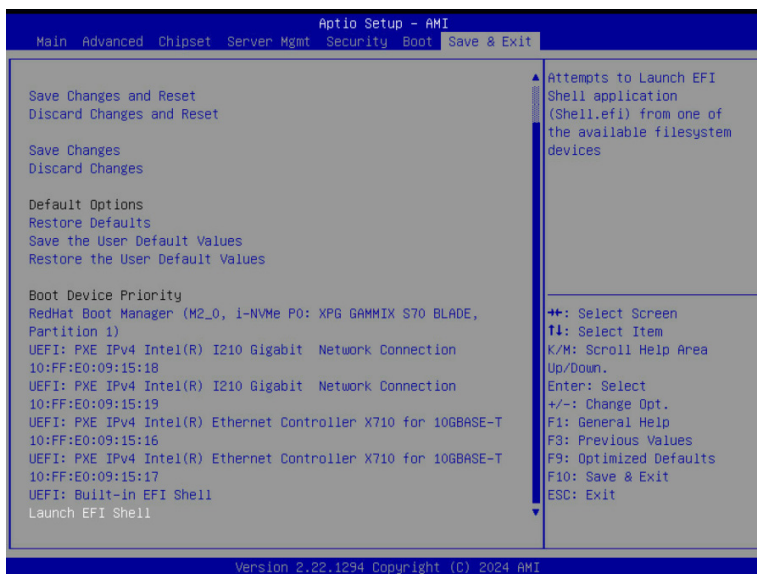 Aptio Setup - AMI
Main Advanced Chipset Server Mgmt Security Boot Save & Exit
Save Changes and Reset
Discard Changes and Reset
Save Changes
Discard Changes
Default Options
Restore Defaults
Save the User Default Values
Restore the User Default Values
Boot Device Priority
RedHat Boot Manager (M2_0, i-NVMe P0: XPG GAMMIX S70 BLADE,
Partition 1)
UEFI: PXE IPv4 Intel(R) I210 Gigabit  Network Connection
10:FF:E0:09:15:18
UEFI: PXE IPv4 Intel(R) I210 Gigabit  Network Connection
10:FF:E0:09:15:19
UEFI: PXE IPv4 Intel(R) Ethernet Controller X710 for 10GBASE-T
10:FF:E0:09:15:16
UEFI: PXE IPv4 Intel(R) Ethernet Controller X710 for 10GBASE-T
10:FF:E0:09:15:17
UEFI: Built-in EFI Shell
Launch EFI Shell
Attempts to Launch EFI
Shell application
(Shell.efi) from one of
the available filesystem
devices
→←: Select Screen
↑↓: Select Item
K/M: Scroll Help Area
Up/Down.
Enter: Select
+/-: Change Opt.
F1: General Help
F3: Previous Values
F9: Optimized Defaults
F10: Save & Exit
ESC: Exit
Version 2.22.1294 Copyright (C) 2024 AMI